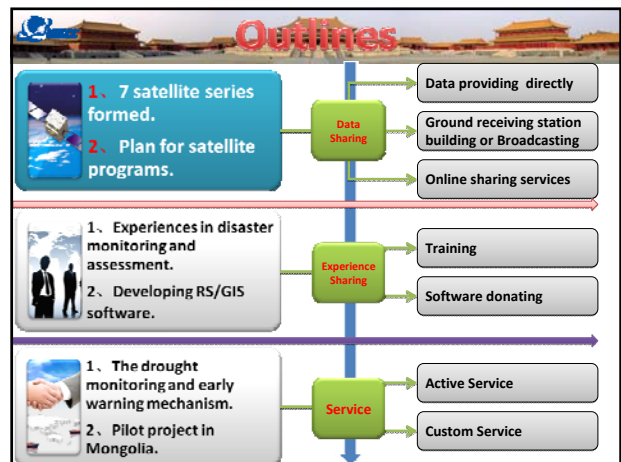 Outlines
1、 7 satellite series
formed.
2、 Plan for satellite
programs.
Data
Sharing
Data providing directly
Ground receiving station
building or Broadcasting
Online sharing services
1、 Experiences in disaster
monitoring and
assessment.
2、 Developing RS/GIS
software.
Experience
Sharing
Training
Software donating
1、 The drought
monitoring and early
warning mechanism.
2、 Pilot project in
Mongolia.
Service
Active Service
Custom Service